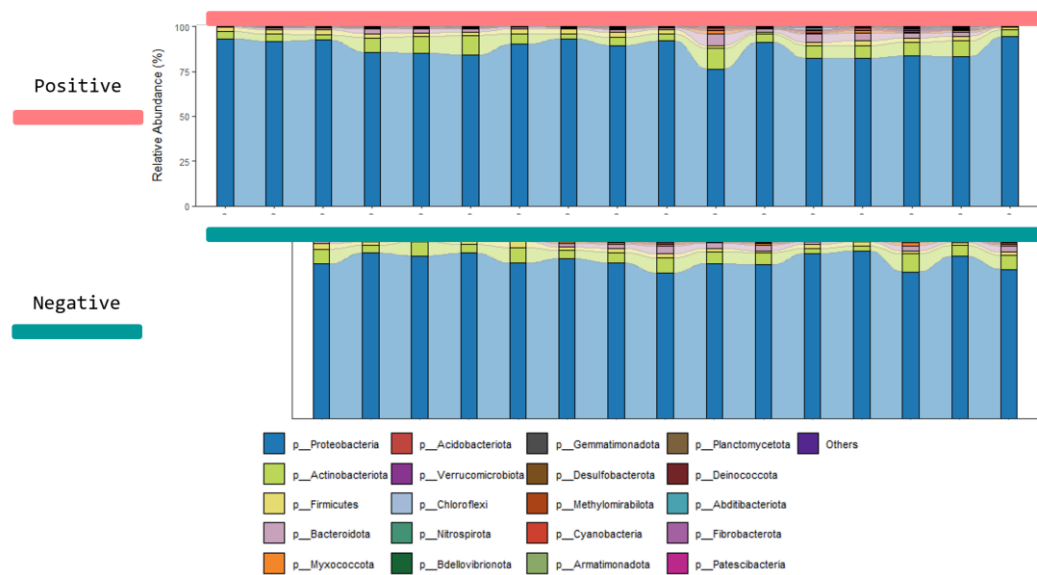 100
75
Positive
50
Relative Abundance (%)
25
0
Negative
p__Proteobacteria p__Acidobacteriota p__Gemmatimonadota p__Planctomycetota Others
p__Actinobacteriota p__Verrucomicrobiota p__Desulfobacterota p__Deinococcota
p__Firmicutes p__Chloroflexi p__Methylomirabilota p__Abditibacteriota
p__Bacteroidota p__Nitrospirota p__Cyanobacteria p__Fibrobacterota
p__Myxococcota p__Bdellovibrionota p__Armatimonadota p__Patescibacteria